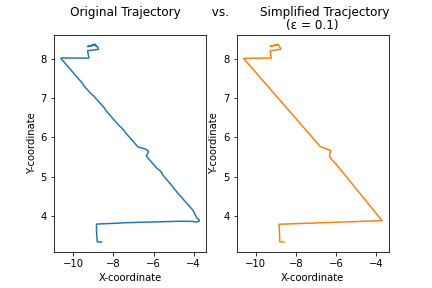 Original Trajectory vs. Simplified Tracjectory
(ε = 0.1)
8
7
6
5
4
Y-coordinate
−10 −8 −6 −4
X-coordinate
8
7
6
5
4
Y-coordinate
−10 −8 −6 −4
X-coordinate